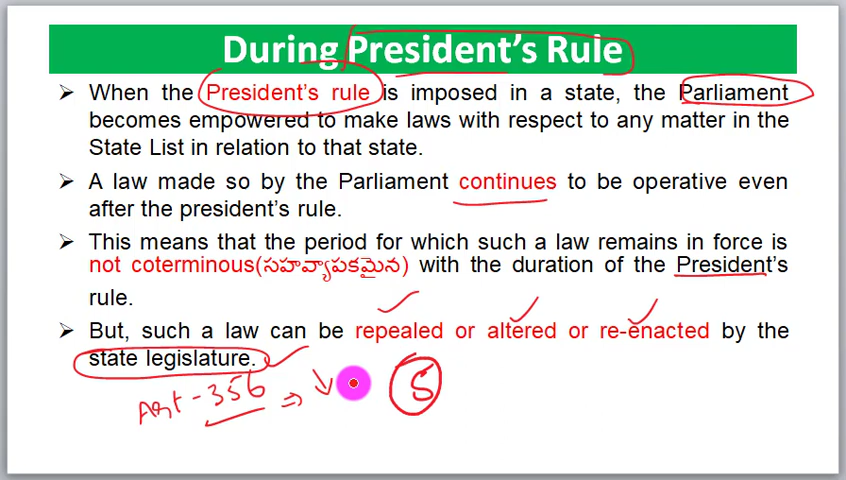 During President's Rule
➢ When the President's rule is imposed in a state, the Parliament
becomes empowered to make laws with respect to any matter in the
State List in relation to that state.
➢ A law made so by the Parliament continues to be operative even
after the president's rule.
➢ This means that the period for which such a law remains in force is
not coterminous(సహవ్యాపకమైన) with the duration of the President's
rule.
➢ But, such a law can be repealed or altered or re-enacted by the
state legislature.
Art - 356 ⇒ ↓ S